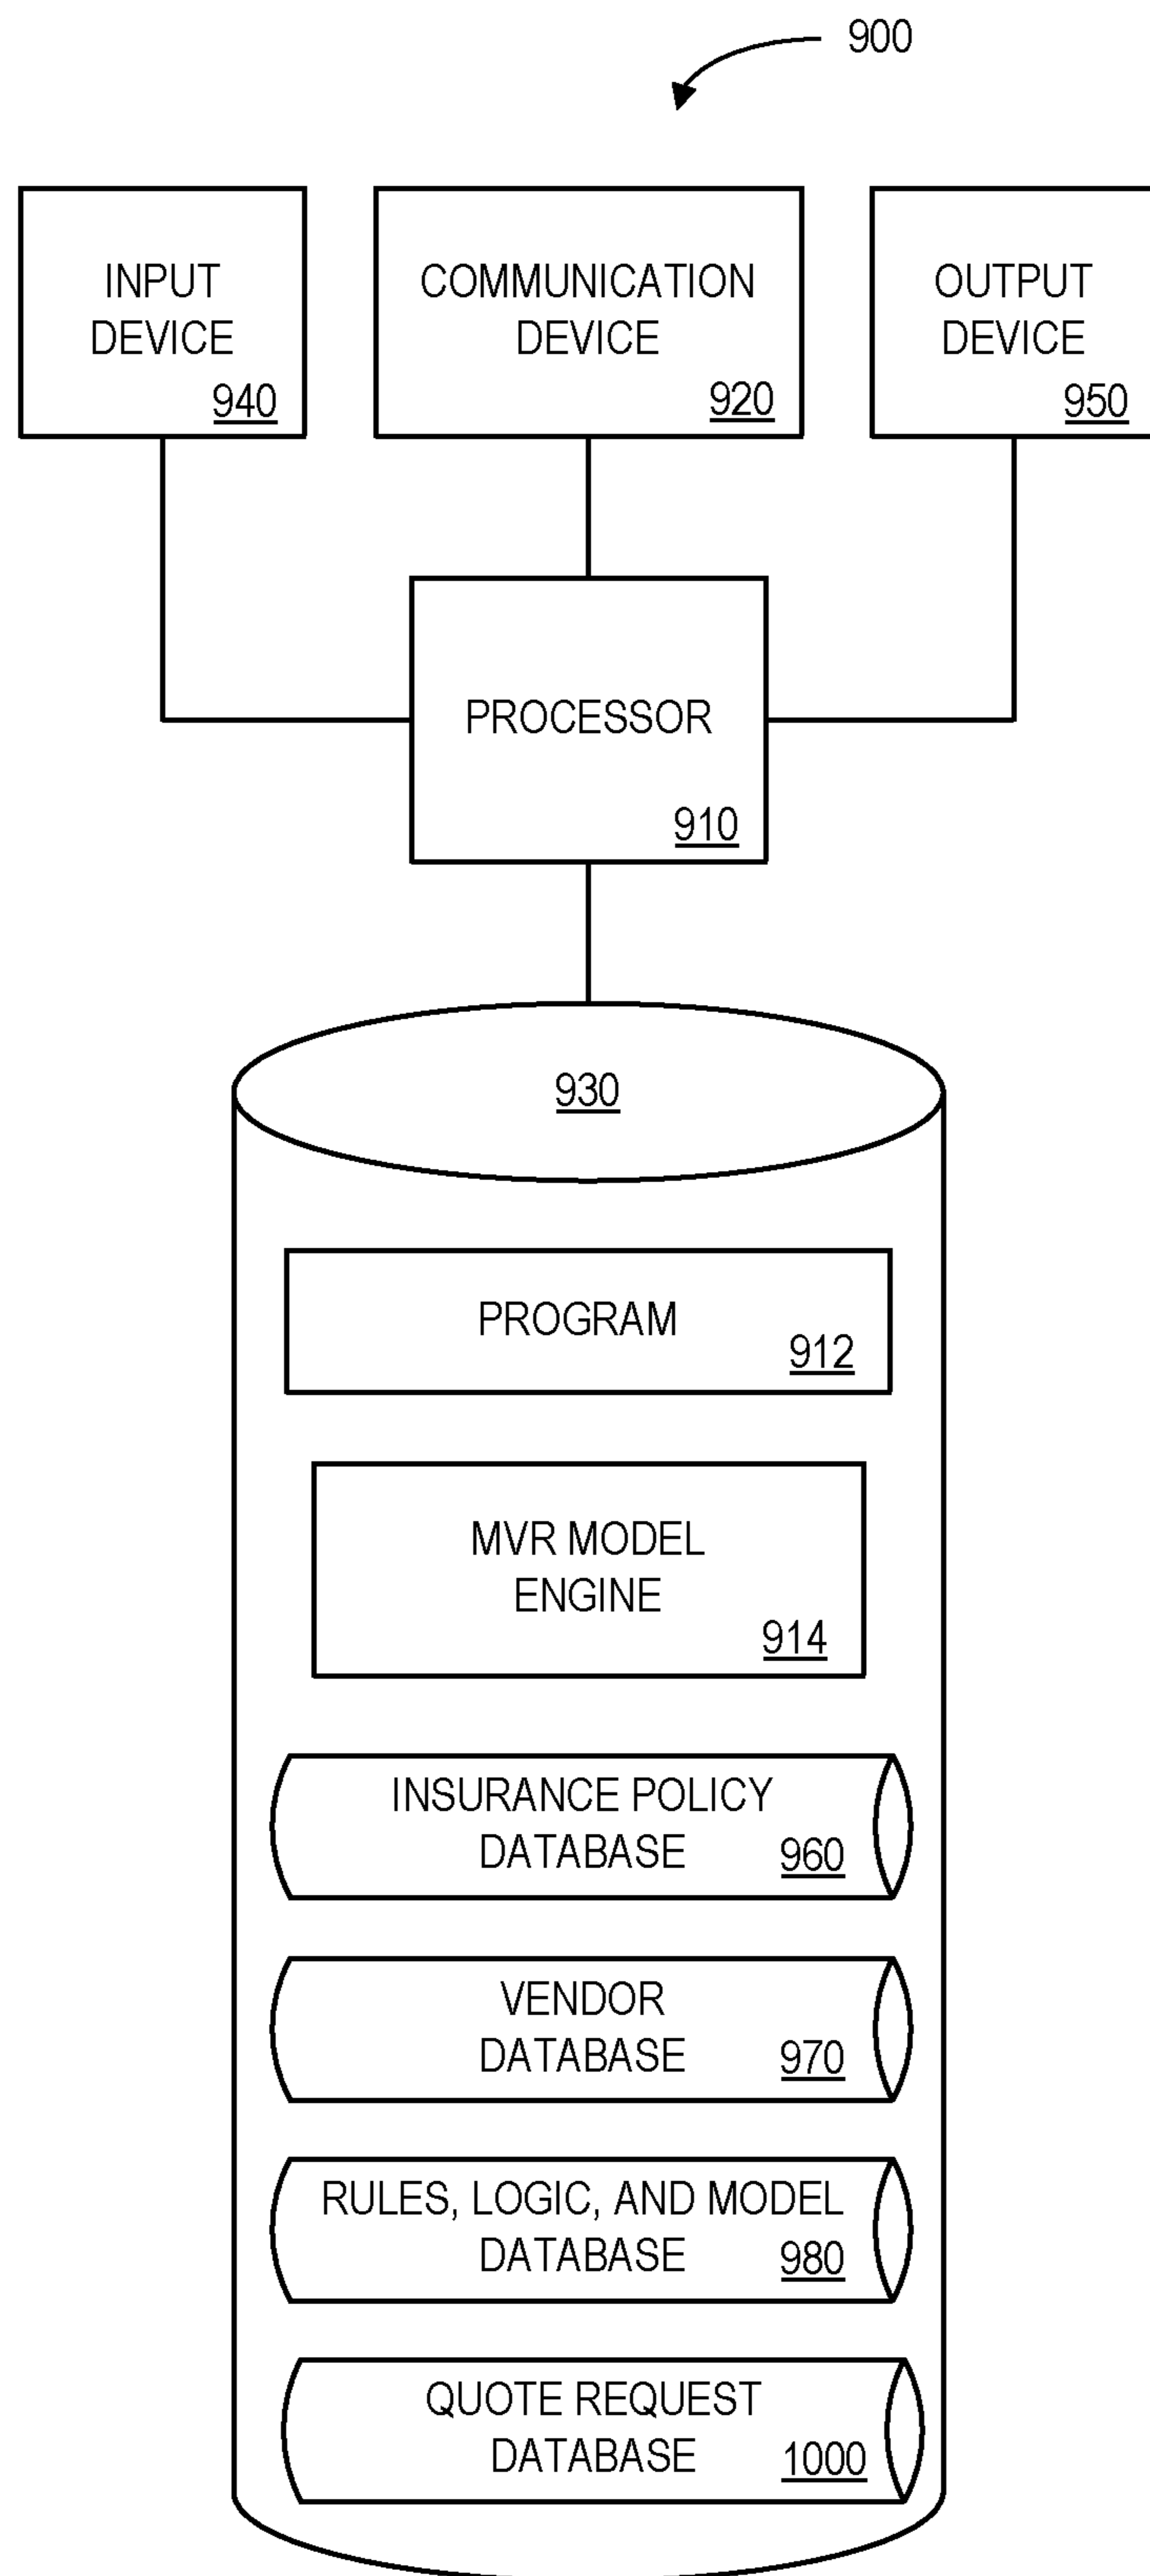 900
INPUT
DEVICE
940
COMMUNICATION
DEVICE
920
OUTPUT
DEVICE
950
PROCESSOR
910
930
PROGRAM
912
MVR MODEL
ENGINE
914
INSURANCE POLICY
DATABASE 960
VENDOR
DATABASE 970
RULES, LOGIC, AND MODEL
DATABASE 980
QUOTE REQUEST
DATABASE 1000